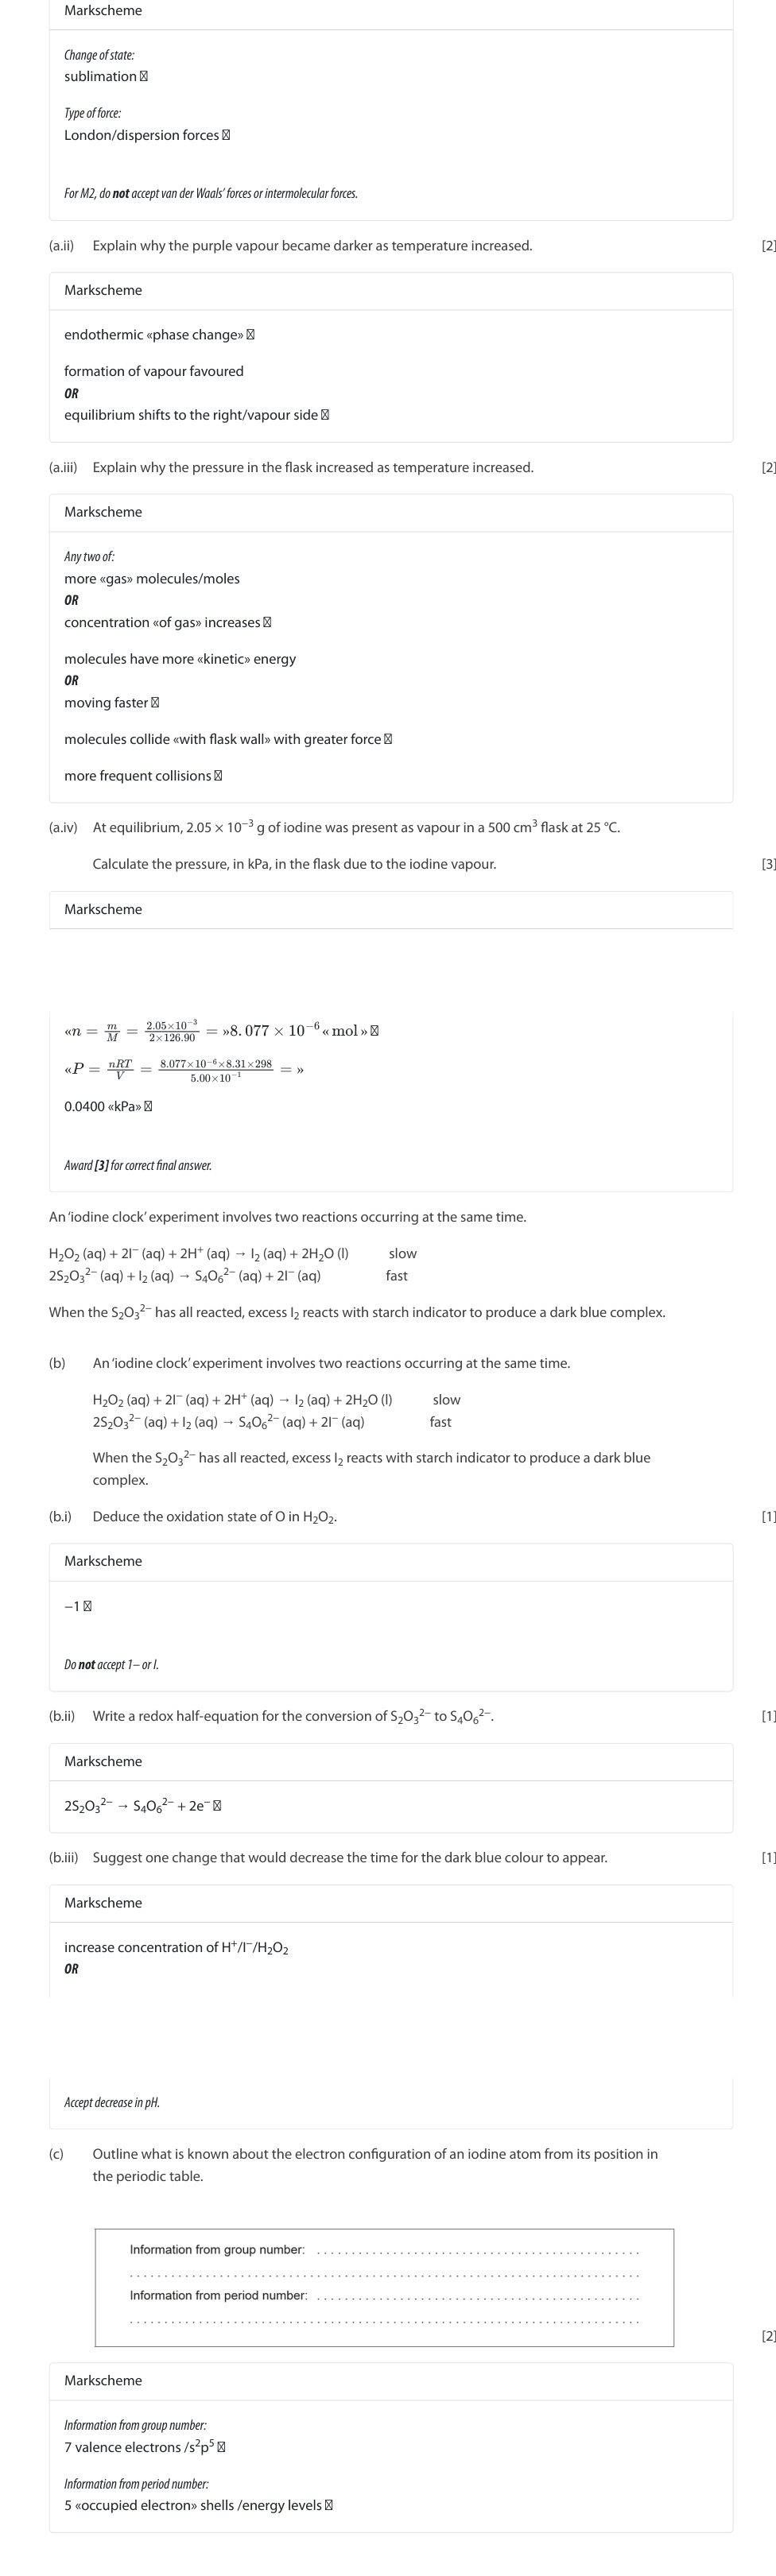 Markscheme
Change of state:
sublimation
Type of force:
London/dispersion forces
For M2, do not accept van der Waals’ forces or intermolecular forces.
(a.ii) Explain why the purple vapour became darker as temperature increased. [2]
Markscheme
endothermic «phase change»
formation of vapour favoured
OR
equilibrium shifts to the right/vapour side
(a.iii) Explain why the pressure in the flask increased as temperature increased. [2]
Markscheme
Any two of:
more «gas» molecules/moles
OR
concentration «of gas» increases
molecules have more «kinetic» energy
OR
moving faster
molecules collide «with flask wall» with greater force
more frequent collisions
(a.iv) At equilibrium, 2.05 × 10⁻³ g of iodine was present as vapour in a 500 cm³ flask at 25 °C.
Calculate the pressure, in kPa, in the flask due to the iodine vapour. [3]
Markscheme
«n = m/M = 2.05×10⁻³/2×126.90 = »8.077 × 10⁻⁶ « mol »
«P = nRT/V = 8.077×10⁻⁶×8.31×298/5.00×10⁻¹ = »
0.0400 «kPa»
Award [3] for correct final answer.
An ‘iodine clock’ experiment involves two reactions occurring at the same time.
H₂O₂ (aq) + 2I⁻ (aq) + 2H⁺ (aq) → I₂ (aq) + 2H₂O (l) slow
2S₂O₃²⁻ (aq) + I₂ (aq) → S₄O₆²⁻ (aq) + 2I⁻ (aq) fast
When the S₂O₃²⁻ has all reacted, excess I₂ reacts with starch indicator to produce a dark blue complex.
(b) An ‘iodine clock’ experiment involves two reactions occurring at the same time.
H₂O₂ (aq) + 2I⁻ (aq) + 2H⁺ (aq) → I₂ (aq) + 2H₂O (l) slow
2S₂O₃²⁻ (aq) + I₂ (aq) → S₄O₆²⁻ (aq) + 2I⁻ (aq) fast
When the S₂O₃²⁻ has all reacted, excess I₂ reacts with starch indicator to produce a dark blue
complex.
(b.i) Deduce the oxidation state of O in H₂O₂. [1]
Markscheme
−1
Do not accept 1– or I.
(b.ii) Write a redox half-equation for the conversion of S₂O₃²⁻ to S₄O₆²⁻. [1]
Markscheme
2S₂O₃²⁻ → S₄O₆²⁻ + 2e⁻
(b.iii) Suggest one change that would decrease the time for the dark blue colour to appear. [1]
Markscheme
increase concentration of H⁺/I⁻/H₂O₂
OR
Accept decrease in pH.
(c) Outline what is known about the electron configuration of an iodine atom from its position in
the periodic table.
Information from group number:
Information from period number:
[2]
Markscheme
Information from group number:
7 valence electrons /s²p⁵
Information from period number:
5 «occupied electron» shells /energy levels